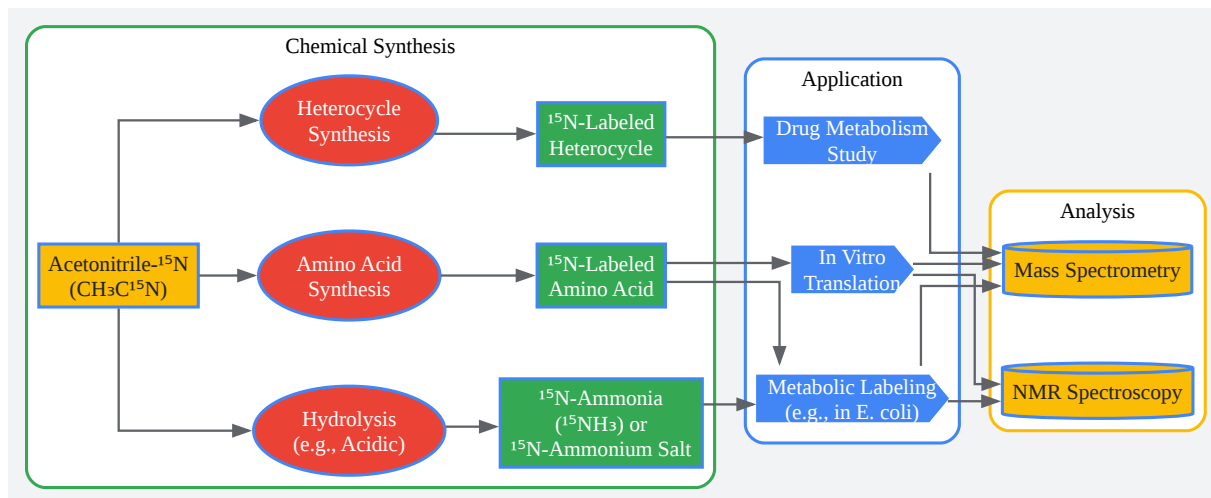 Chemical Synthesis
Heterocycle
Synthesis
¹⁵N-Labeled
Heterocycle
Acetonitrile-¹⁵N
(CH₃C¹⁵N)
Amino Acid
Synthesis
¹⁵N-Labeled
Amino Acid
Hydrolysis
(e.g., Acidic)
¹⁵N-Ammonia
(¹⁵NH₃) or
¹⁵N-Ammonium Salt
Application
Drug Metabolism
Study
In Vitro
Translation
Metabolic Labeling
(e.g., in E. coli)
Analysis
Mass Spectrometry
NMR Spectroscopy